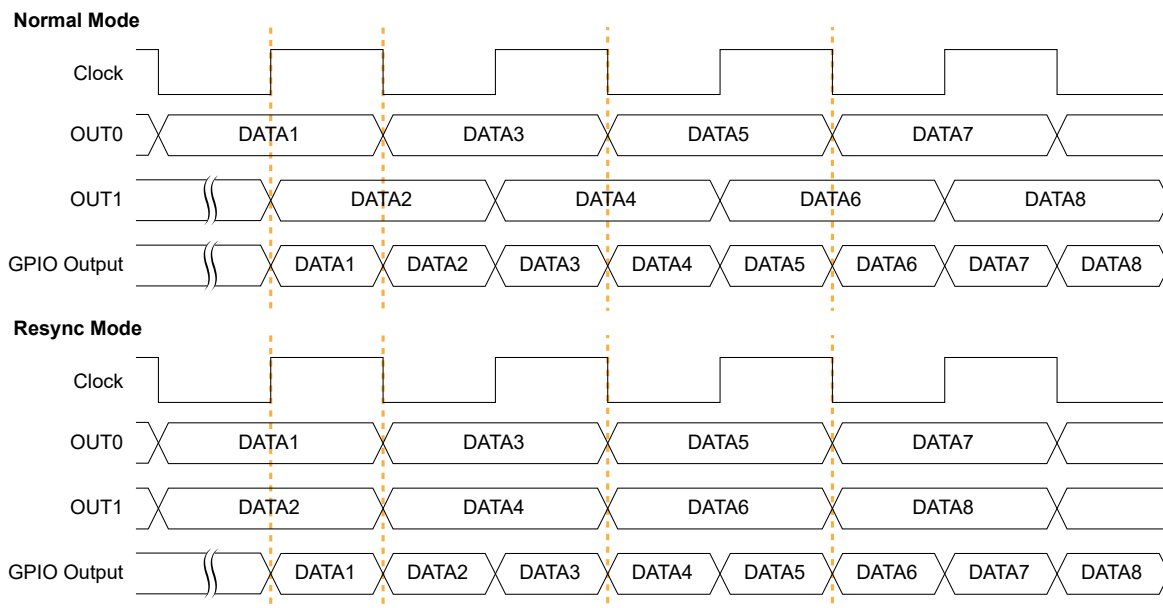 Normal Mode
Clock
OUT0 DATA1 DATA3 DATA5 DATA7
OUT1 DATA2 DATA4 DATA6 DATA8
GPIO Output DATA1 DATA2 DATA3 DATA4 DATA5 DATA6 DATA7 DATA8
Resync Mode
Clock
OUT0 DATA1 DATA3 DATA5 DATA7
OUT1 DATA2 DATA4 DATA6 DATA8
GPIO Output DATA1 DATA2 DATA3 DATA4 DATA5 DATA6 DATA7 DATA8